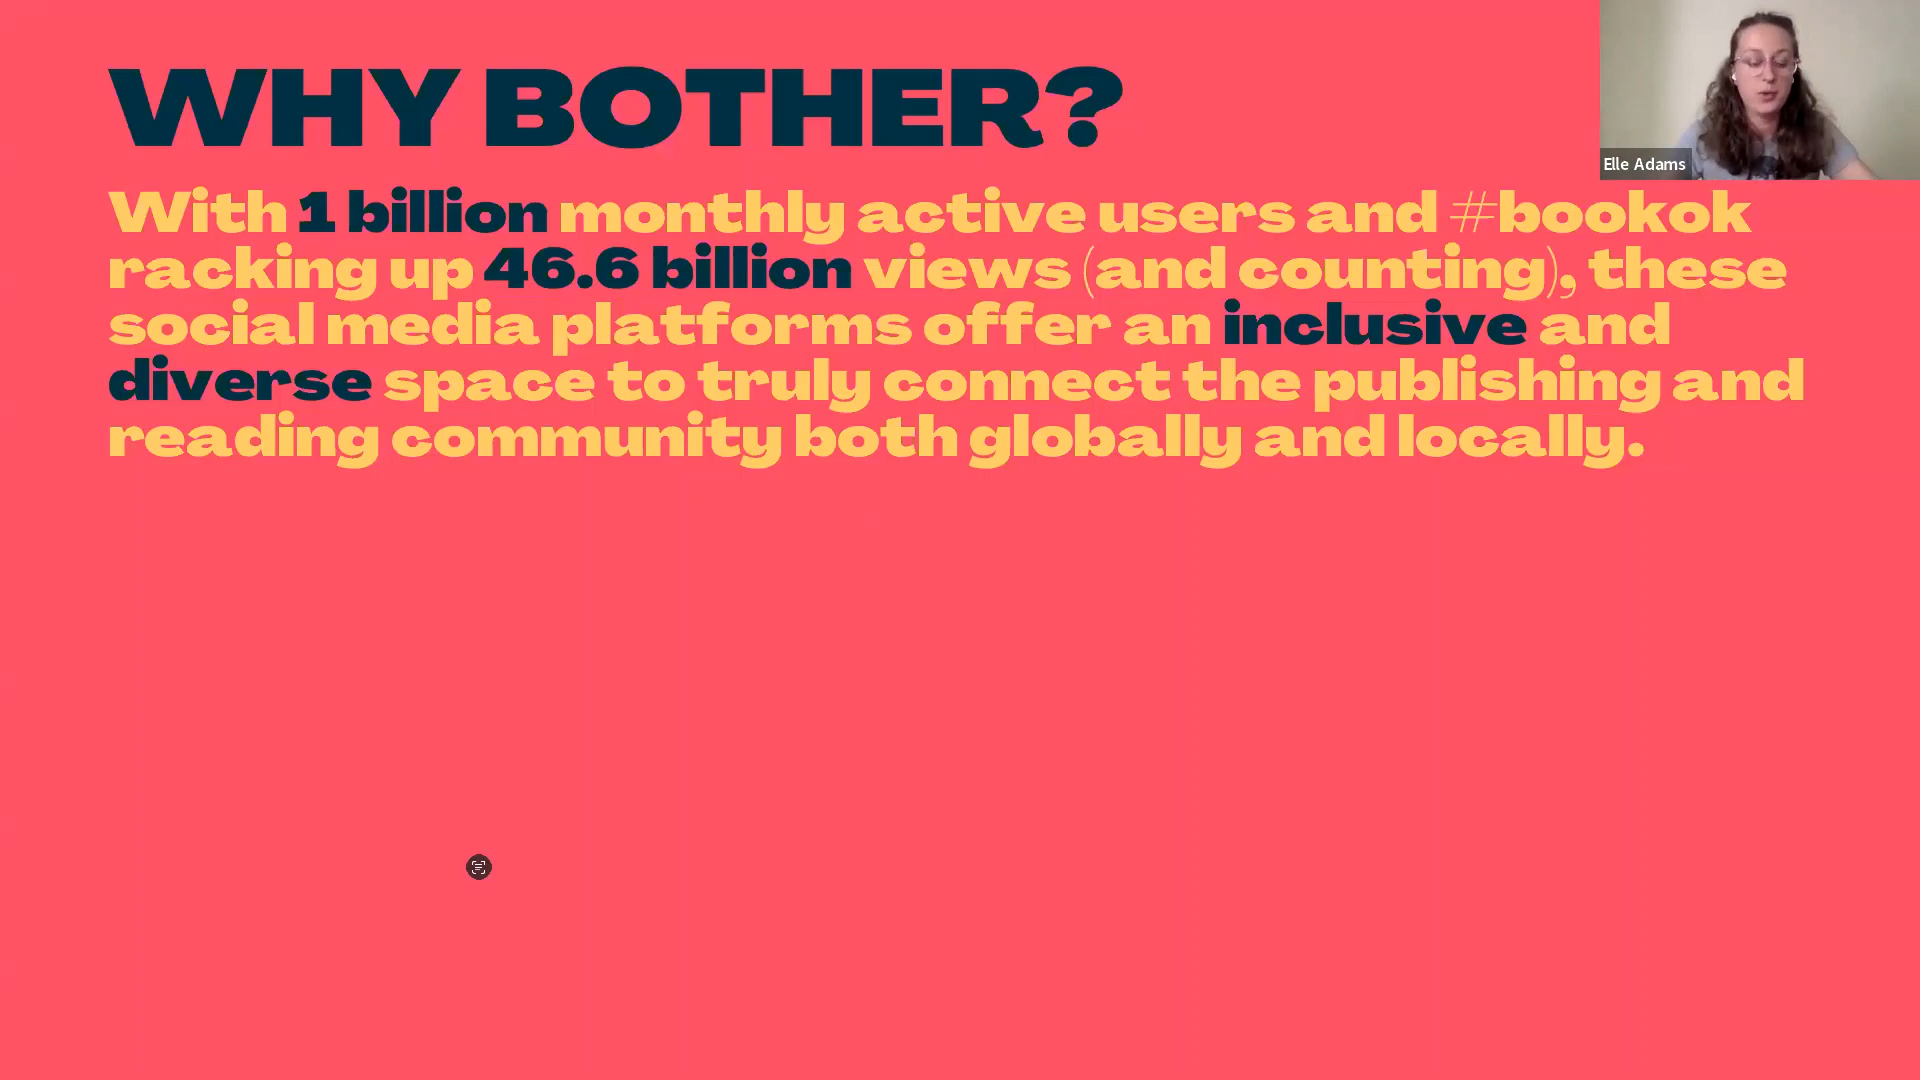 WHY BOTHER?
With 1 billion monthly active users and #bookok
racking up 46.6 billion views (and counting), these
social media platforms offer an inclusive and
diverse space to truly connect the publishing and
reading community both globally and locally.
Elle Adams